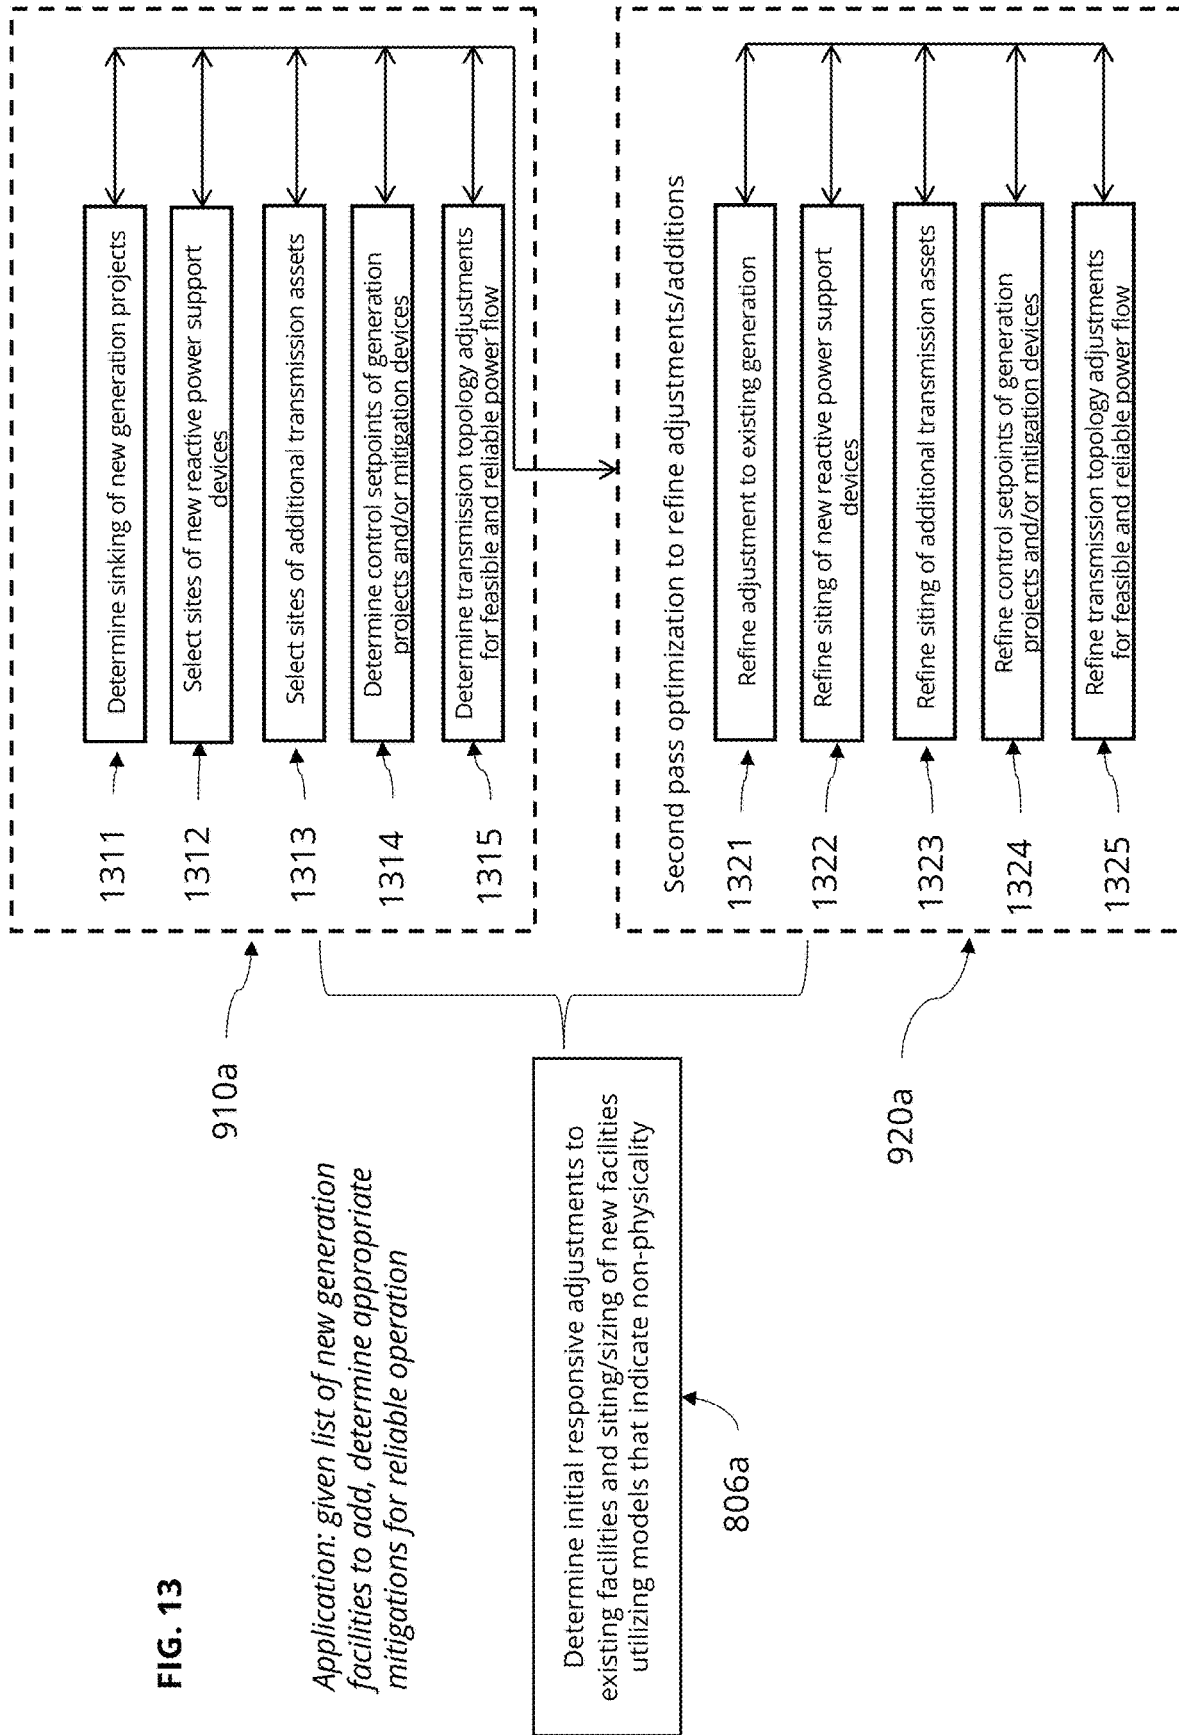 FIG. 13
Application: given list of new generation
facilities to add, determine appropriate
mitigations for reliable operation
Determine initial responsive adjustments to
existing facilities and siting/sizing of new facilities
utilizing models that indicate non-physicality
806a
910a
1311
Determine sinking of new generation projects
1312
Select sites of new reactive power support
devices
1313
Select sites of additional transmission assets
1314
Determine control setpoints of generation
projects and/or mitigation devices
1315
Determine transmission topology adjustments
for feasible and reliable power flow
920a
Second pass optimization to refine adjustments/additions
1321
Refine adjustment to existing generation
1322
Refine siting of new reactive power support
devices
1323
Refine siting of additional transmission assets
1324
Refine control setpoints of generation
projects and/or mitigation devices
1325
Refine transmission topology adjustments
for feasible and reliable power flow